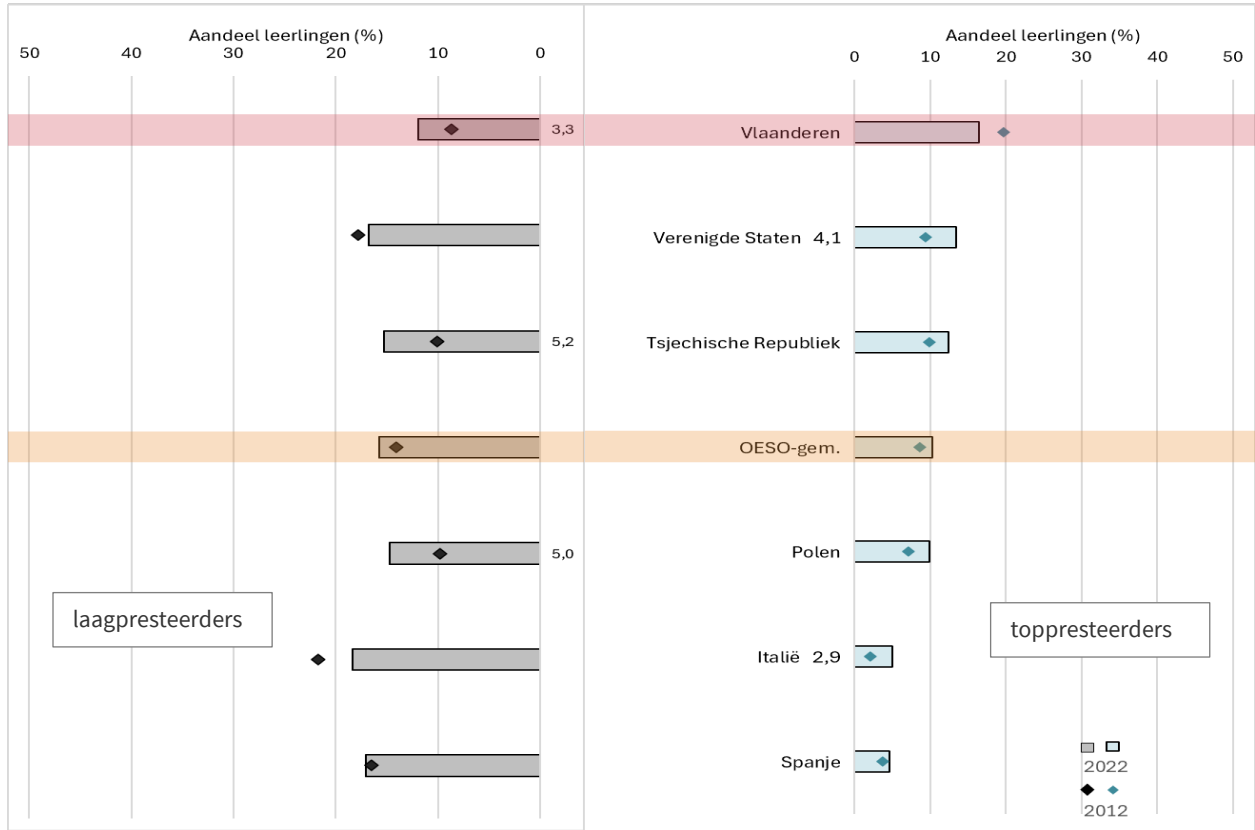 Aandeel leerlingen (%)
50 40 30 20 10 0
3,3
5,2
5,0
laagpresteerders
Aandeel leerlingen (%)
0 10 20 30 40 50
Vlaanderen
Verenigde Staten 4,1
Tsjechische Republiek
OESO-gem.
Polen
Italië 2,9
Spanje
toppresteerders
2022
2012